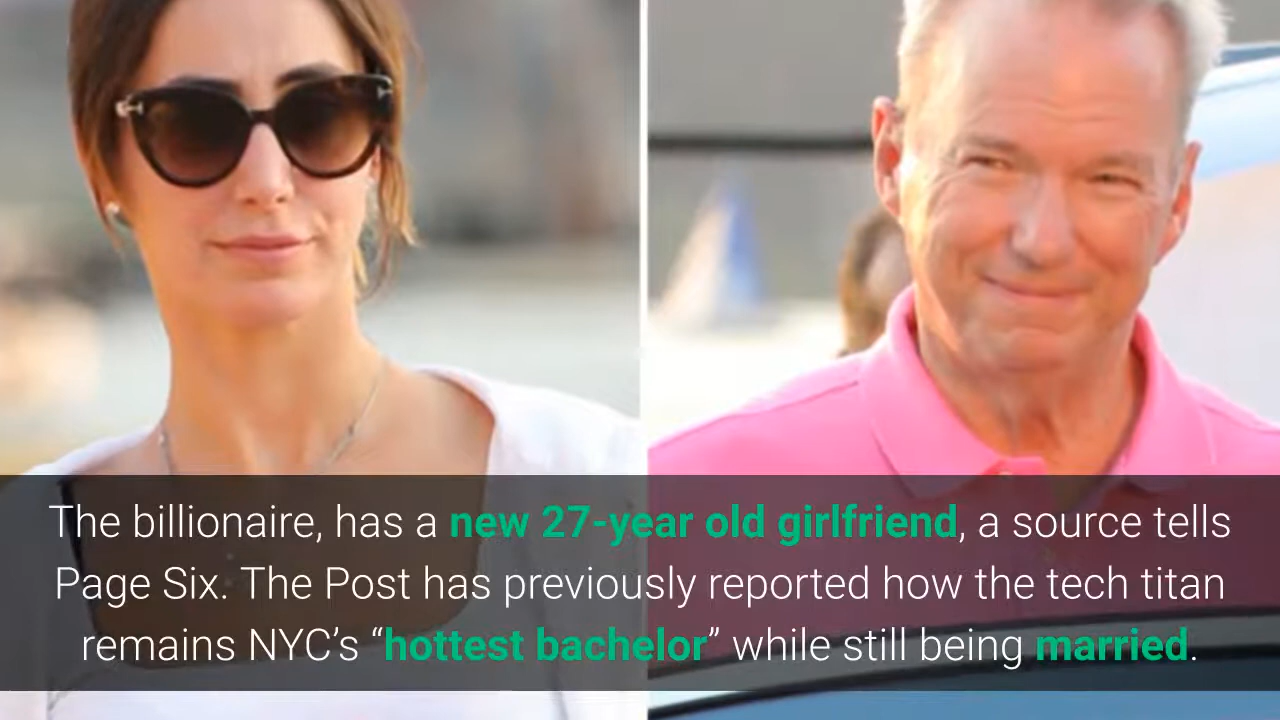 The billionaire, has a new 27-year old girlfriend, a source tells
Page Six. The Post has previously reported how the tech titan
remains NYC’s “hottest bachelor” while still being married.